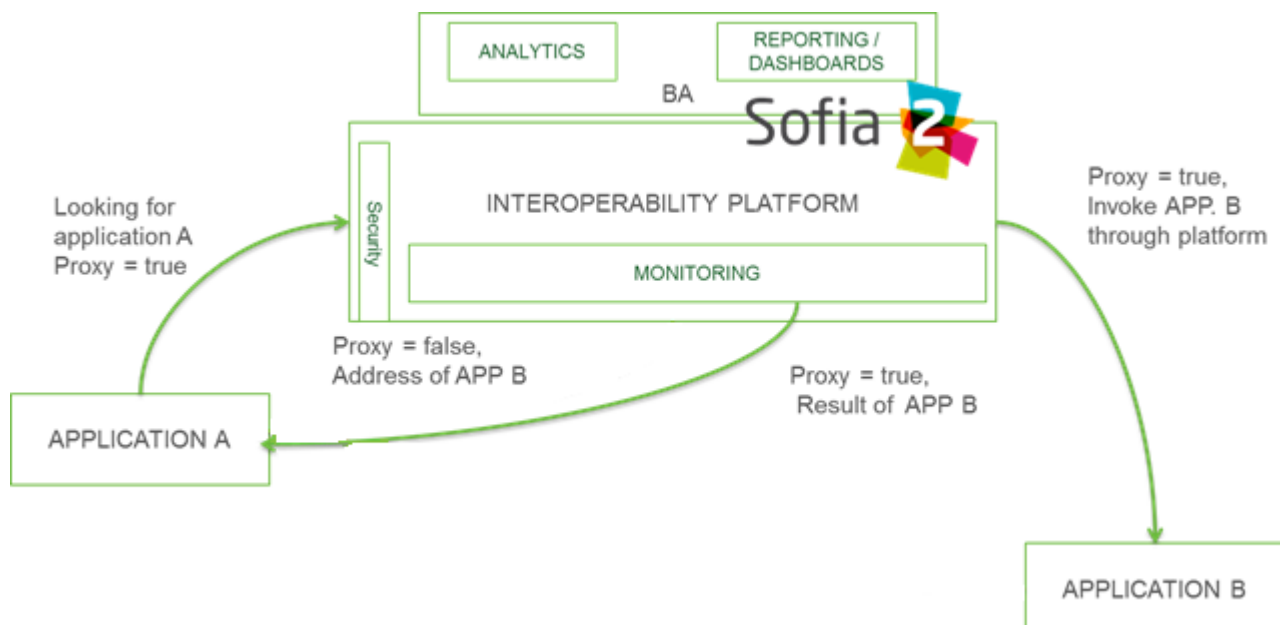 ANALYTICS
REPORTING /
DASHBOARDS
BA
Sofia 2
Security
INTEROPERABILITY PLATFORM
MONITORING
Looking for
application A
Proxy = true
Proxy = true,
Invoke APP. B
through platform
Proxy = false,
Address of APP B
Proxy = true,
Result of APP B
APPLICATION A
APPLICATION B